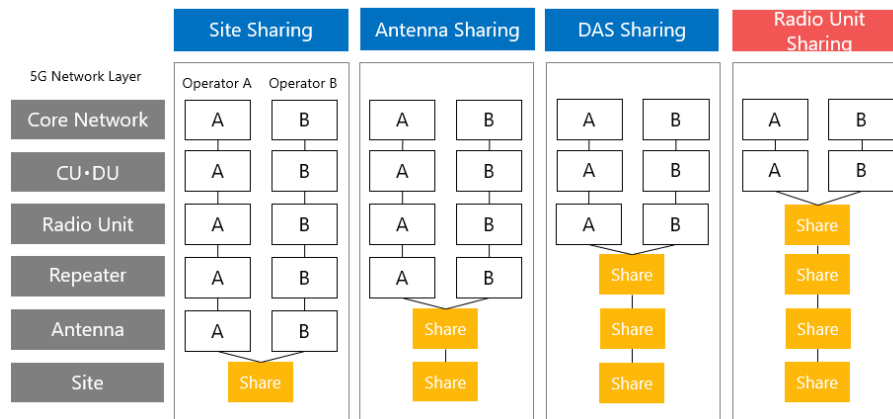 Site Sharing
Antenna Sharing
DAS Sharing
Radio Unit
Sharing
5G Network Layer
Operator A
Operator B
Core Network
A
B
A
B
A
B
A
B
CU・DU
A
B
A
B
A
B
A
B
Radio Unit
A
B
A
B
A
B
Share
Repeater
A
B
A
B
Share
Share
Antenna
A
B
Share
Share
Share
Site
Share
Share
Share
Share